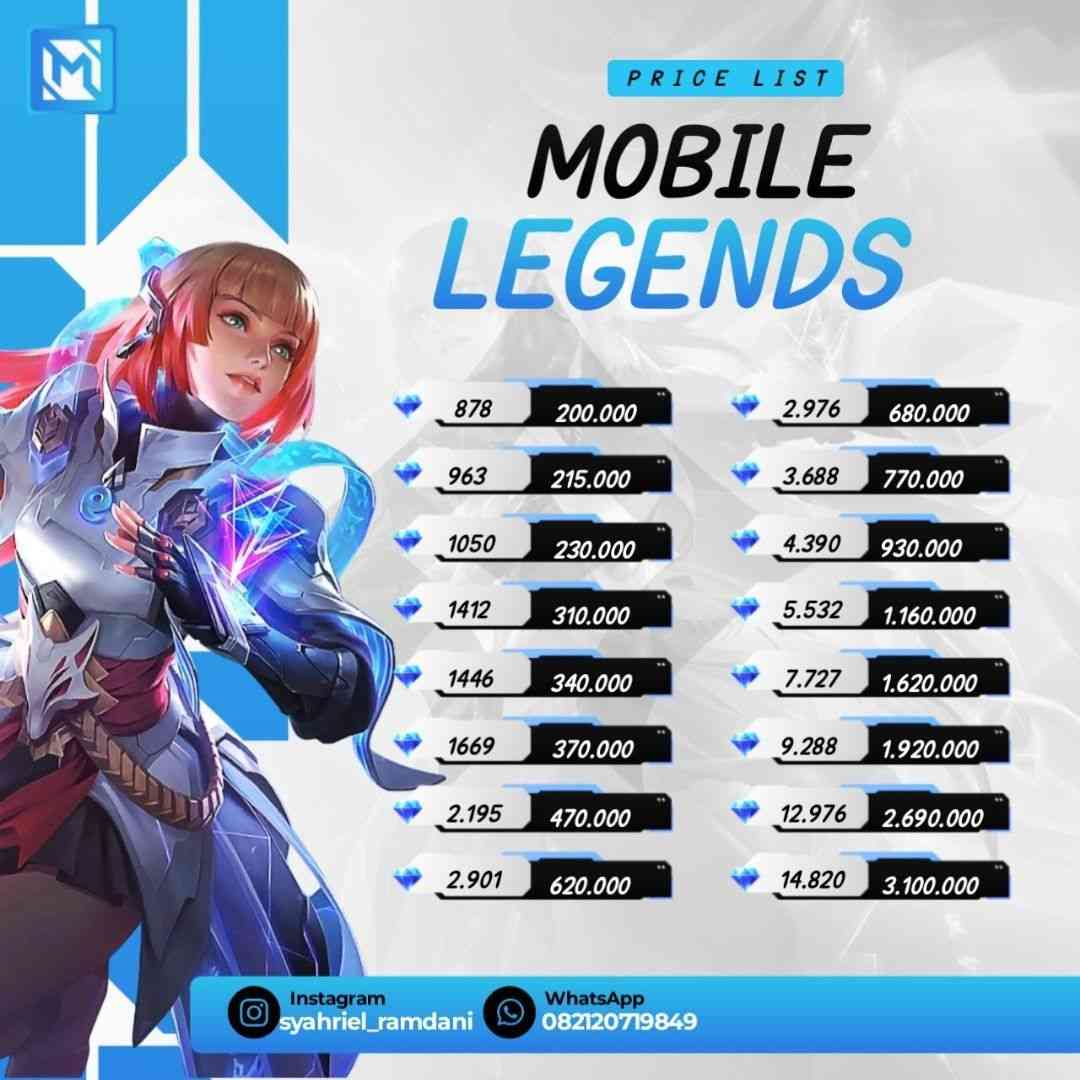 M
PRICE LIST
MOBILE
LEGENDS
878 200.000
963 215.000
1050 230.000
1412 310.000
1446 340.000
1669 370.000
2.195 470.000
2.901 620.000
2.976 680.000
3.688 770.000
4.390 930.000
5.532 1.160.000
7.727 1.620.000
9.288 1.920.000
12.976 2.690.000
14.820 3.100.000
Instagram
syahriel_ramdani
WhatsApp
082120719849